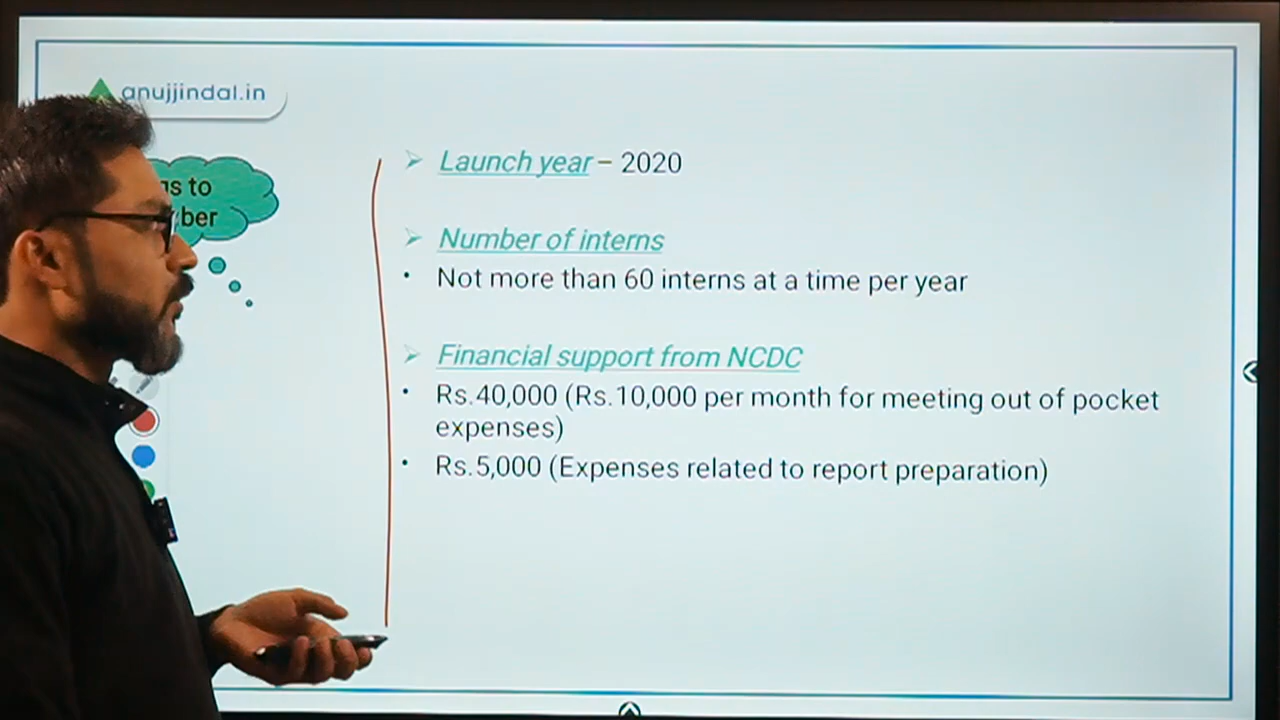 anujjindal.in
to
ber
➢ Launch year – 2020
➢ Number of interns
• Not more than 60 interns at a time per year
➢ Financial support from NCDC
• Rs.40,000 (Rs.10,000 per month for meeting out of pocket
expenses)
• Rs.5,000 (Expenses related to report preparation)